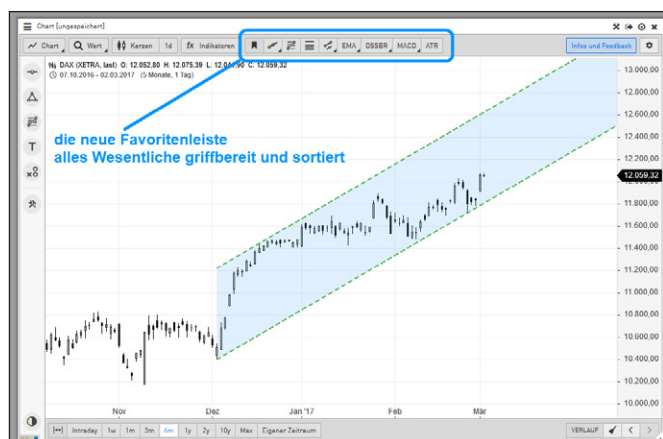 Chart [ungespeichert]
Chart Wert Kerzen 1d fx Indikatoren EMA DSSBR MACD ATR Infos und Feedback
DAX (XETRA, last) O: 12.052,80 H: 12.075,39 L: C: 12.059,32
07.10.2016 - 02.03.2017 (5 Monate, 1 Tag)
die neue Favoritenleiste
alles Wesentliche griffbereit und sortiert
13.000,00
12.800,00
12.600,00
12.400,00
12.200,00
12.059,32
11.800,00
11.600,00
11.400,00
11.200,00
11.000,00
10.800,00
10.600,00
10.400,00
10.200,00
10.000,00
Nov Dez Jan '17 Feb Mär
Intraday 1w 1m 3m 6m 1y 2y 10y Max Eigener Zeitraum VERLAUF